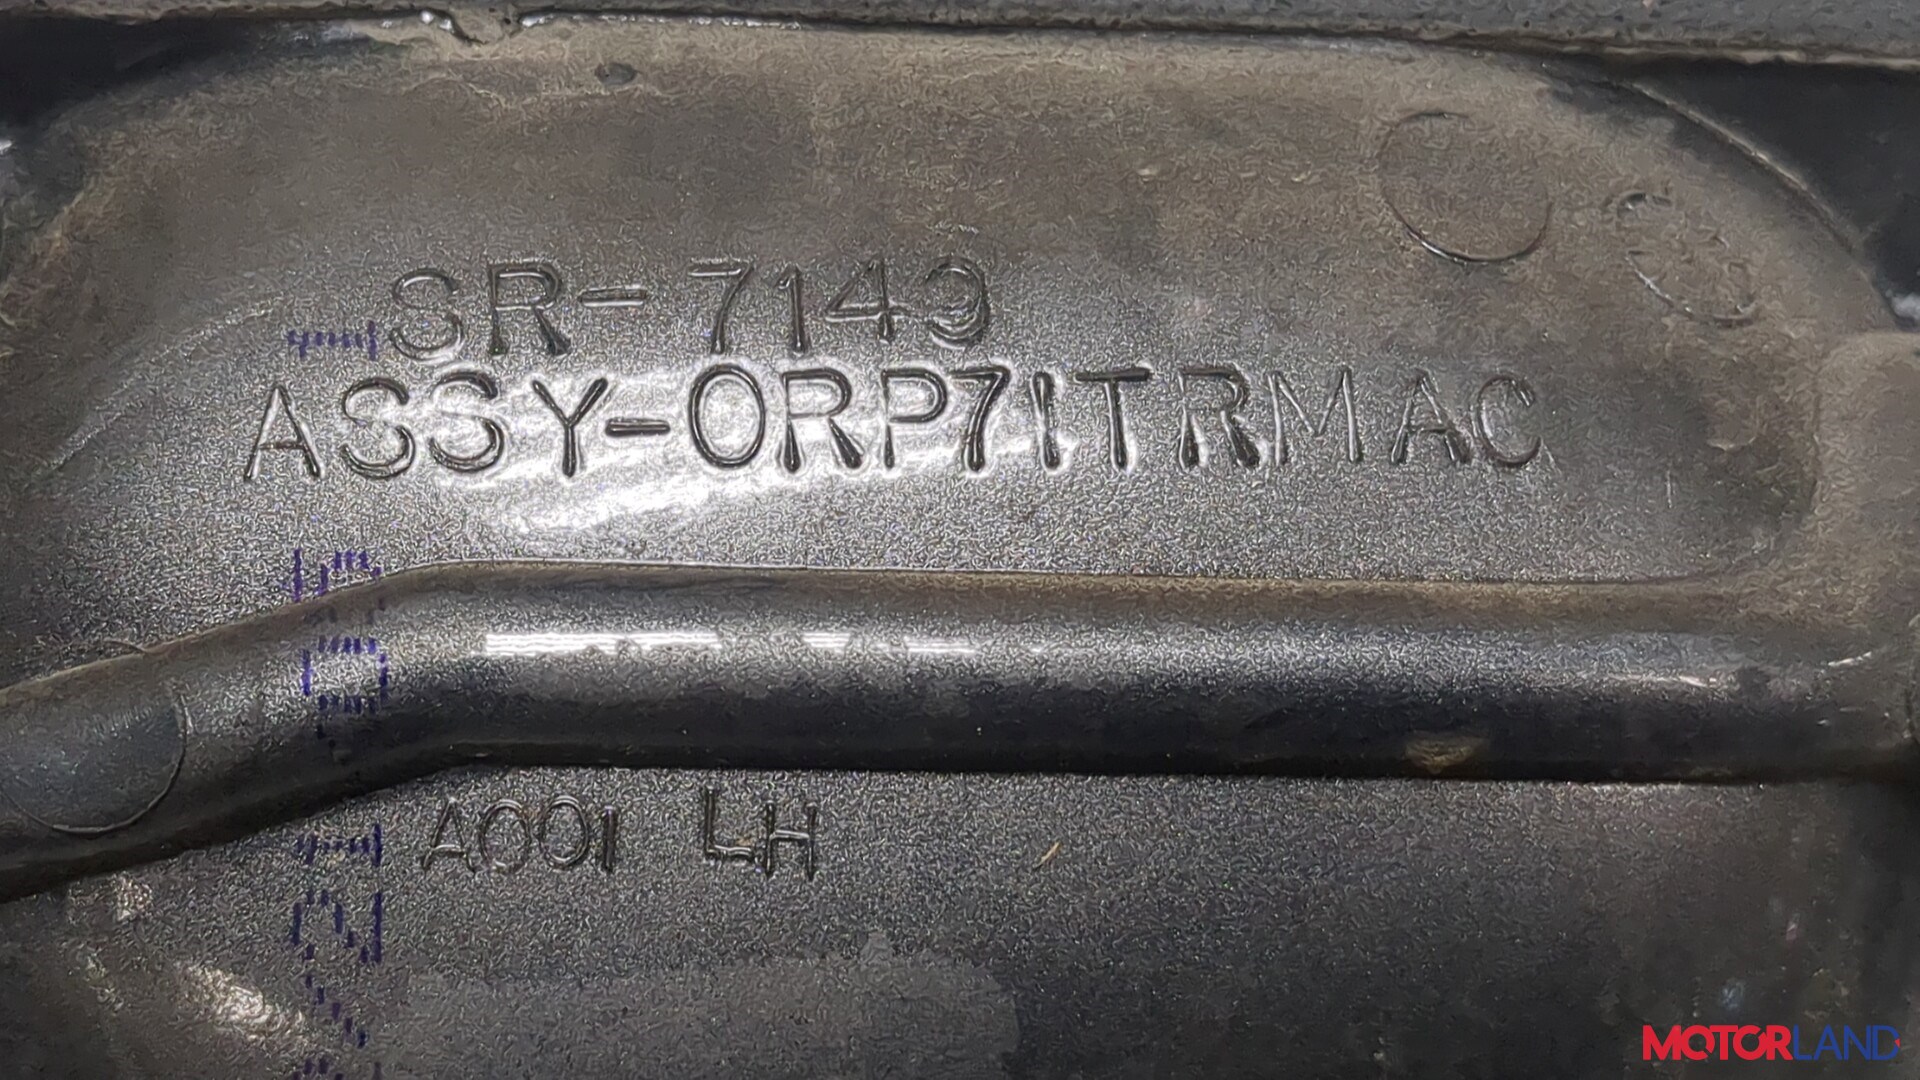 SR-7149
ASSY-0RP71TRMAC
A001 LH
MOTORLAND